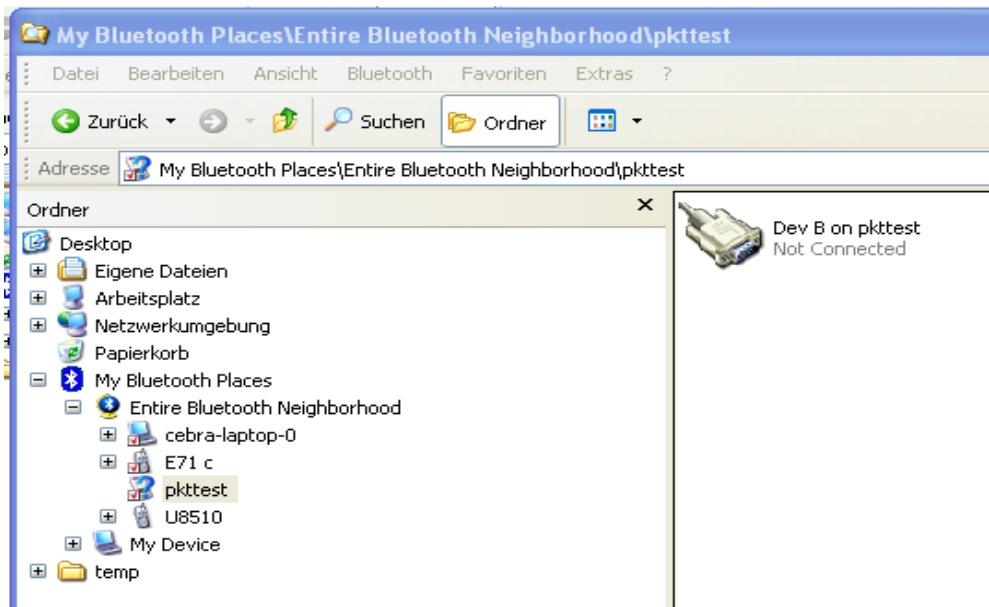 My Bluetooth Places\Entire Bluetooth Neighborhood\pkttest
Datei Bearbeiten Ansicht Bluetooth Favoriten Extras ?
Zurück Suchen Ordner
Adresse My Bluetooth Places\Entire Bluetooth Neighborhood\pkttest
Ordner
Desktop
Eigene Dateien
Arbeitsplatz
Netzwerkumgebung
Papierkorb
My Bluetooth Places
Entire Bluetooth Neighborhood
cebra-laptop-0
E71 c
pkttest
U8510
My Device
temp
Dev B on pkttest
Not Connected